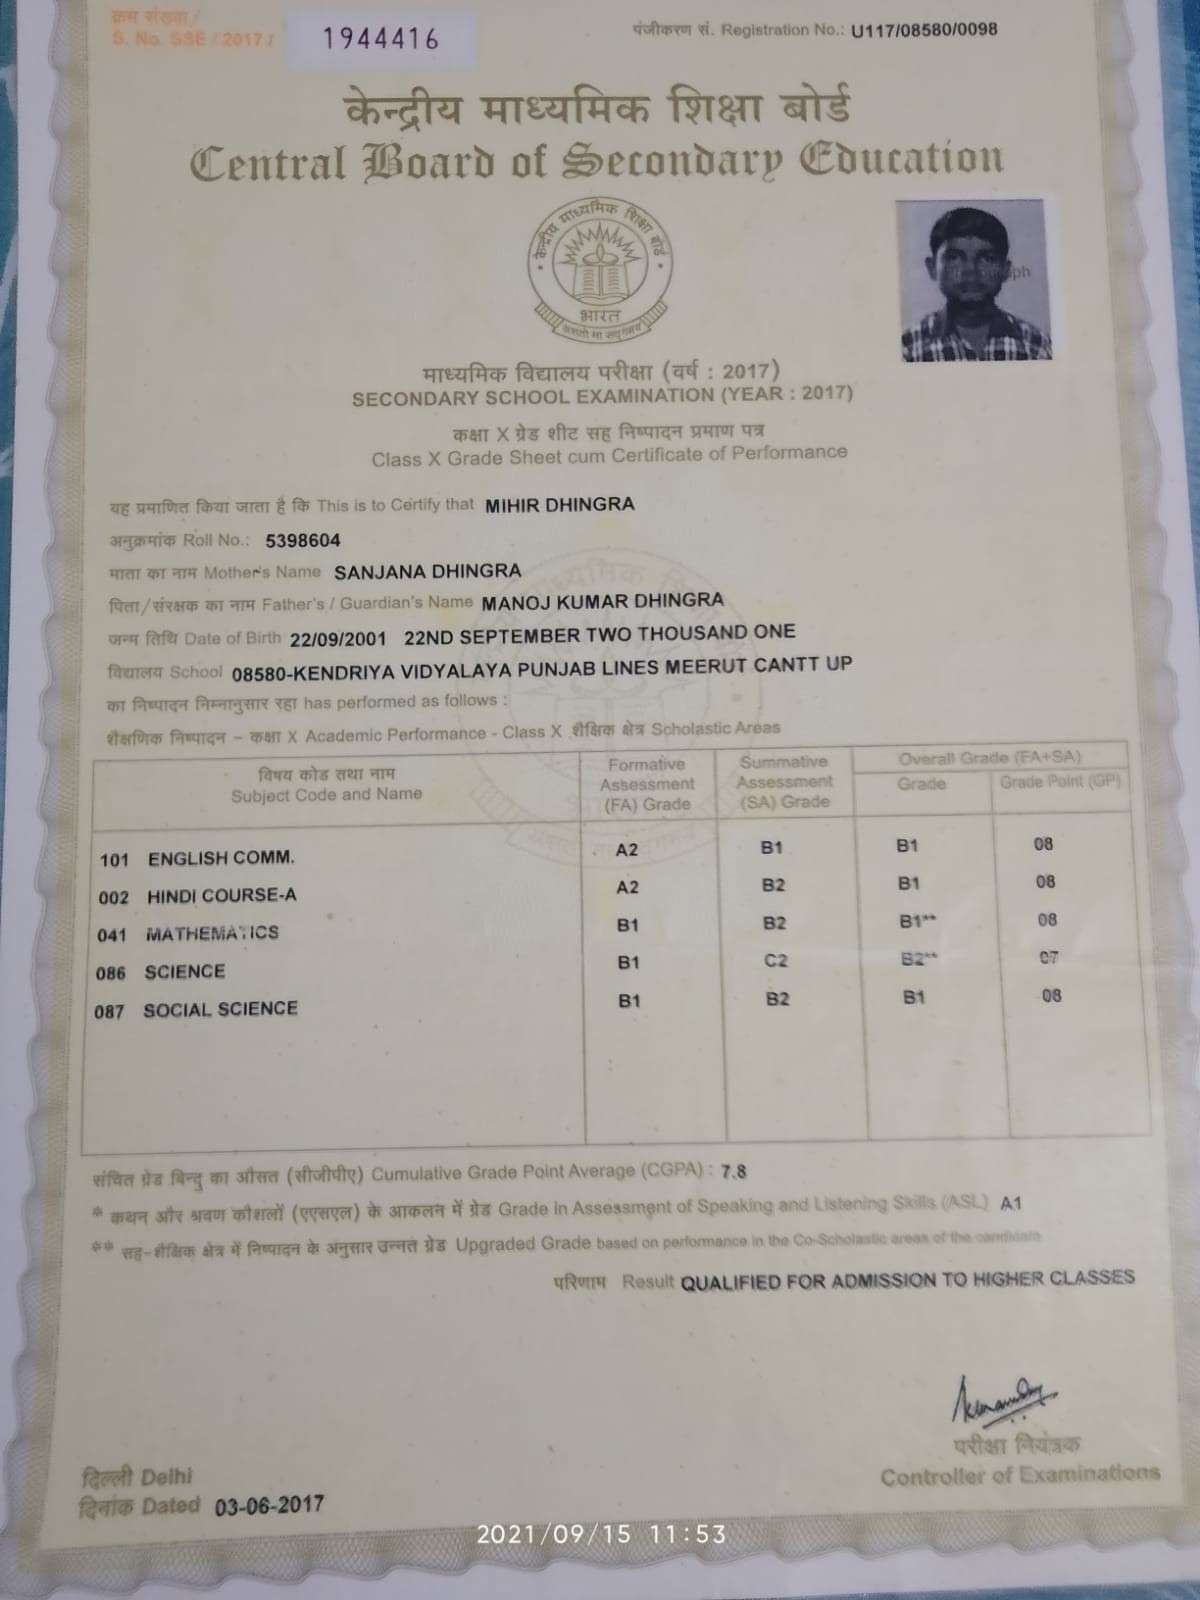 क्रम संख्या/
S. No. SSE / 2017 / 1944416
पंजीकरण सं. Registration No.: U117/08580/0098
केन्द्रीय माध्यमिक शिक्षा बोर्ड
Central Board of Secondary Education
केन्द्रीय माध्यमिक शिक्षा बोर्ड
भारत
माध्यमिक विद्यालय परीक्षा (वर्ष : 2017)
SECONDARY SCHOOL EXAMINATION (YEAR : 2017)
कक्षा X ग्रेड शीट सह निष्पादन प्रमाण पत्र
Class X Grade Sheet cum Certificate of Performance
यह प्रमाणित किया जाता है कि This is to Certify that MIHIR DHINGRA
अनुक्रमांक Roll No.: 5398604
माता का नाम Mother's Name SANJANA DHINGRA
पिता/संरक्षक का नाम Father's / Guardian's Name MANOJ KUMAR DHINGRA
जन्म तिथि Date of Birth 22/09/2001 22ND SEPTEMBER TWO THOUSAND ONE
विद्यालय School 08580-KENDRIYA VIDYALAYA PUNJAB LINES MEERUT CANTT UP
का निष्पादन निम्नानुसार रहा has performed as follows :
शैक्षणिक निष्पादन – कक्षा X Academic Performance - Class X शैक्षिक क्षेत्र Scholastic Areas
विषय कोड तथा नाम
Subject Code and Name
Formative
Assessment
(FA) Grade
Summative
Assessment
(SA) Grade
Overall Grade (FA+SA)
Grade Grade Point (GP)
101 ENGLISH COMM. A2 B1 B1 08
002 HINDI COURSE-A A2 B2 B1 08
041 MATHEMATICS B1 B2 B1** 08
086 SCIENCE B1 C2 B2** 07
087 SOCIAL SCIENCE B1 B2 B1 08
संचित ग्रेड बिन्दु का औसत (सीजीपीए) Cumulative Grade Point Average (CGPA) : 7.8
* कथन और श्रवण कौशलों (एएसएल) के आकलन में ग्रेड Grade in Assessment of Speaking and Listening Skills (ASL) A1
** सह-शैक्षिक क्षेत्र में निष्पादन के अनुसार उन्नत ग्रेड Upgraded Grade based on performance in the Co-Scholastic areas of the candidate
परिणाम Result QUALIFIED FOR ADMISSION TO HIGHER CLASSES
परीक्षा नियंत्रक
Controller of Examinations
दिल्ली Delhi
दिनांक Dated 03-06-2017
2021/09/15 11:53